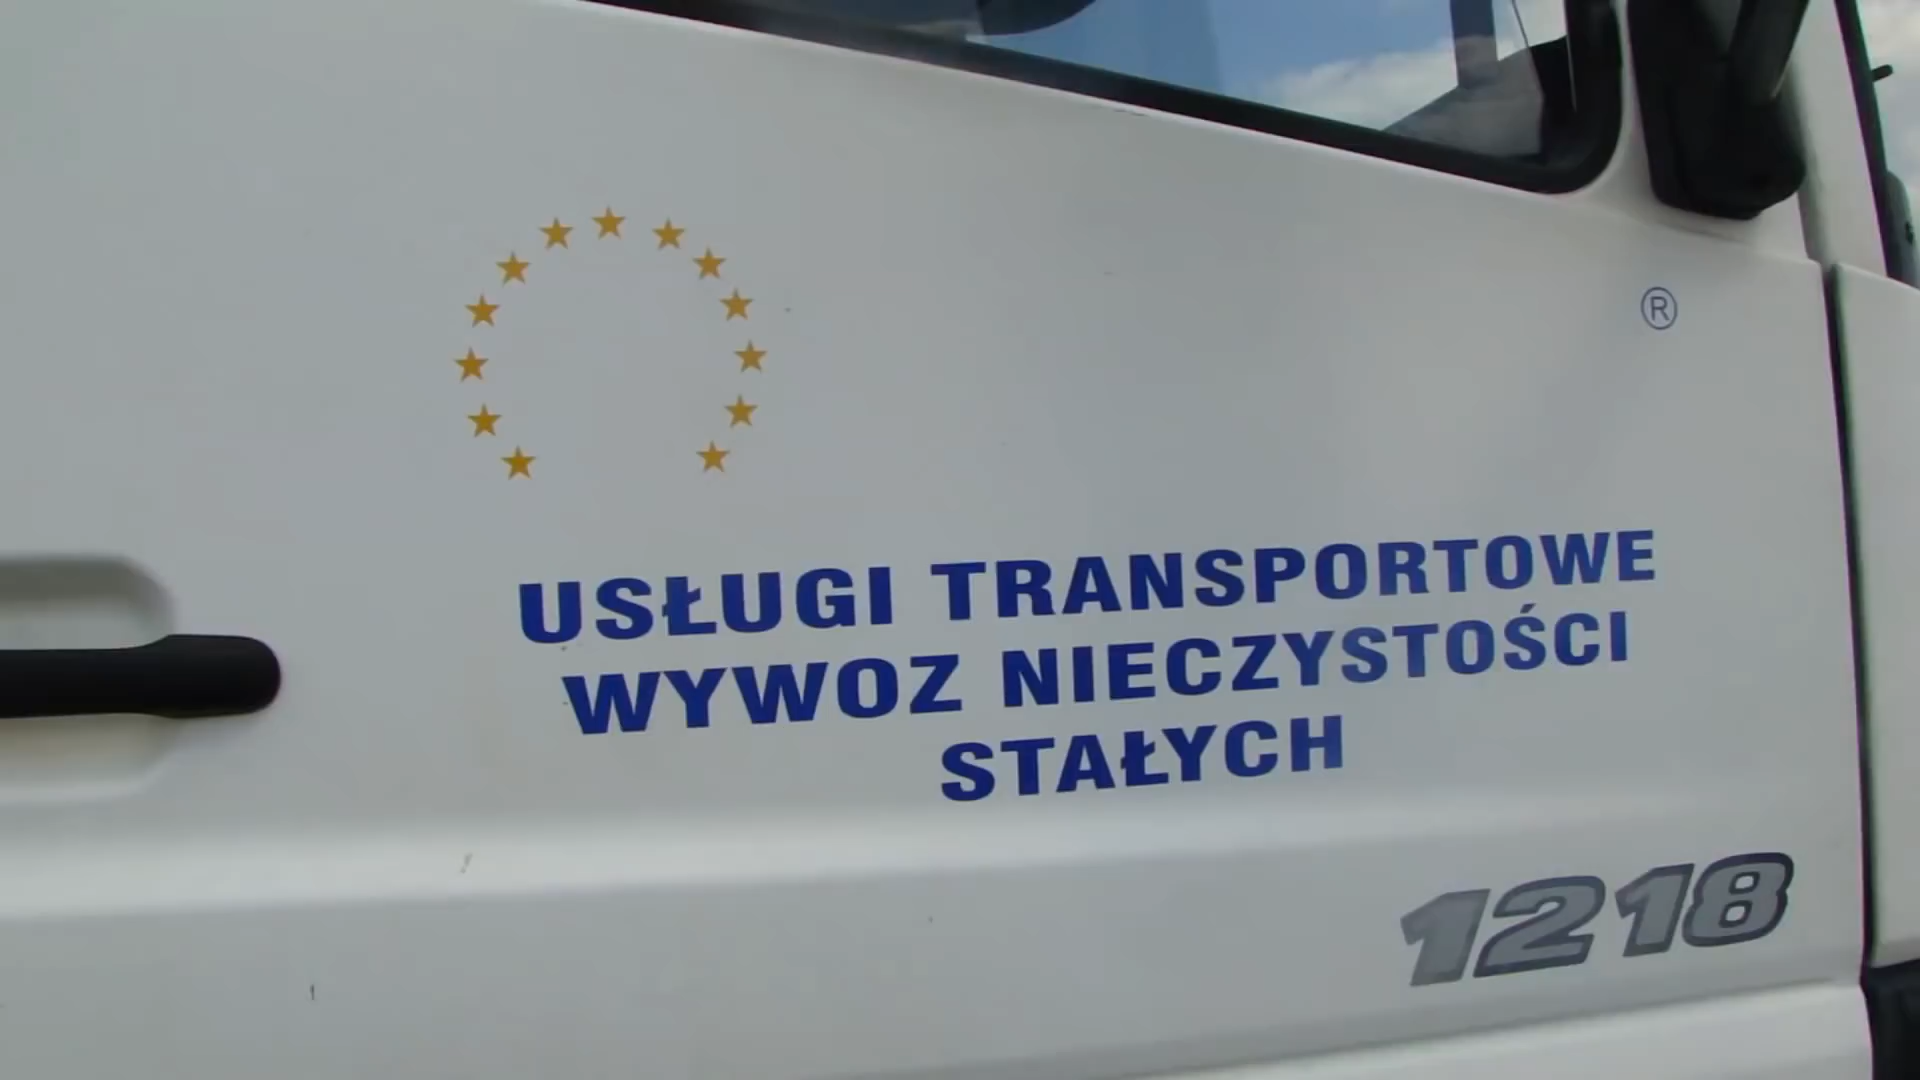 ®
USŁUGI TRANSPORTOWE
WYWOZ NIECZYSTOŚCI
STAŁYCH
1218